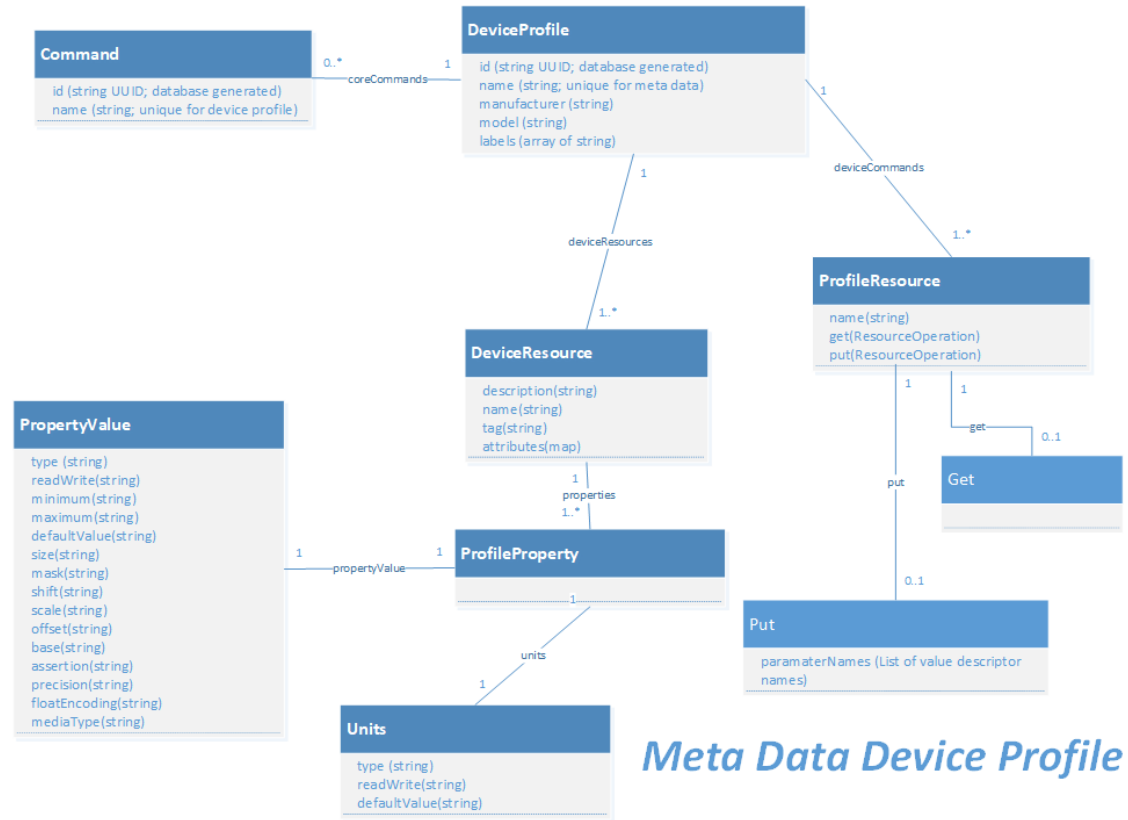 DeviceProfile
id (string UUID; database generated)
name (string; unique for meta data)
manufacturer (string)
model (string)
labels (array of string)
Command
id (string UUID; database generated)
name (string; unique for device profile)
0..*
coreCommands
1
1
deviceCommands
1..*
1
deviceResources
1..*
ProfileResource
name(string)
get(ResourceOperation)
put(ResourceOperation)
DeviceResource
description(string)
name(string)
tag(string)
attributes(map)
1
get
0..1
Get
1
put
0..1
Put
paramaterNames (List of value descriptor
names)
1
properties
1..*
ProfileProperty
PropertyValue
type (string)
readWrite(string)
minimum(string)
maximum(string)
defaultValue(string)
size(string)
mask(string)
shift(string)
scale(string)
offset(string)
base(string)
assertion(string)
precision(string)
floatEncoding(string)
mediaType(string)
1
propertyValue
1
1
units
1
Units
type (string)
readWrite(string)
defaultValue(string)
Meta Data Device Profile